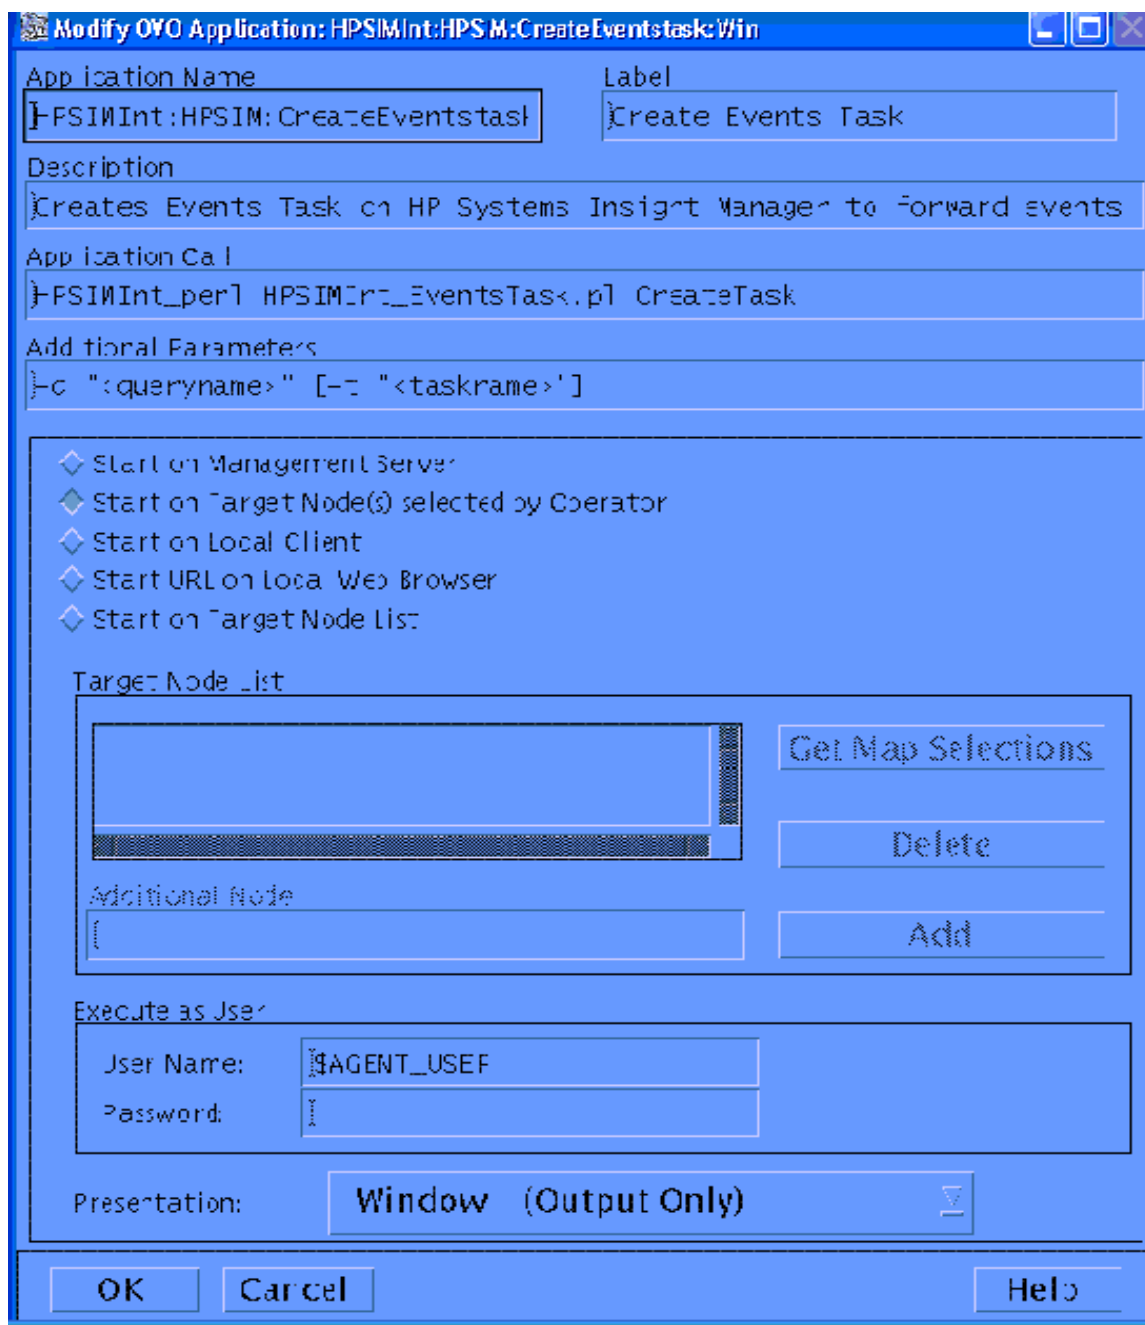 Modify OVO Application: HPSIMInt:HPSIM:CreateEventstask:Win
Application Name
Label
HPSIMInt:HPSIM:CreateEventstask
Create Events Task
Description
Creates Events Task on HP Systems Insight Manager to forward events
Application Call
HPSIMInt_perl HPSIMInt_EventsTask.pl CreateTask
Additional Parameters
"<queryname>" [-t "<taskname>"]
Start on Management Server
Start on Target Node(s) selected by Operator
Start on Local Client
Start URL on Local Web Browser
Start on Target Node List
Target Node List
Get Map Selections
Delete
Additional Node
Add
Execute as User
User Name: $AGENT_USER
Password:
Presentation: Window (Output Only)
OK Cancel Help